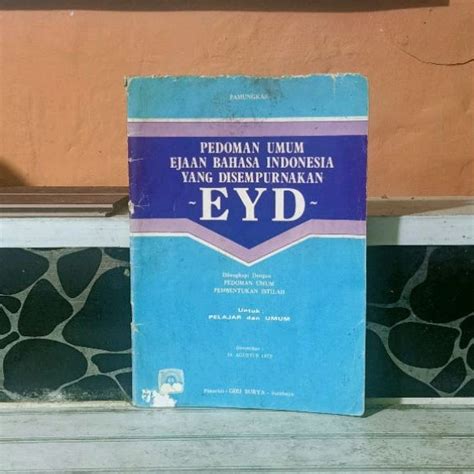 PAMUNGKAS
PEDOMAN UMUM
EJAAN BAHASA INDONESIA
YANG DISEMPURNAKAN
- EYD -
Dilengkapi Dengan
PEDOMAN UMUM
PEMBENTUKAN ISTILAH
Untuk :
PELAJAR dan UMUM
AGUSTUS
Penerbit : GIRI SURYA - Surabaya